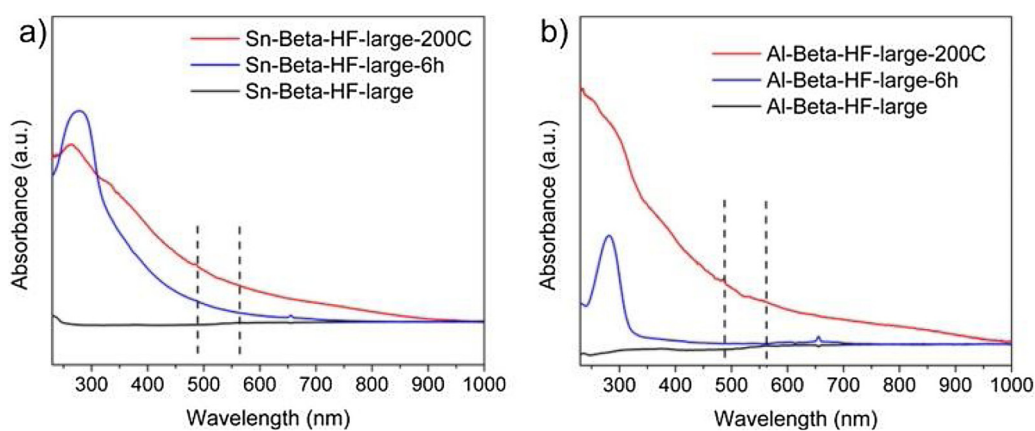 a)
Sn-Beta-HF-large-200C
Sn-Beta-HF-large-6h
Sn-Beta-HF-large
Absorbance (a.u.)
300 400 500 600 700 800 900 1000
Wavelength (nm)
b)
Al-Beta-HF-large-200C
Al-Beta-HF-large-6h
Al-Beta-HF-large
Absorbance (a.u.)
300 400 500 600 700 800 900 1000
Wavelength (nm)